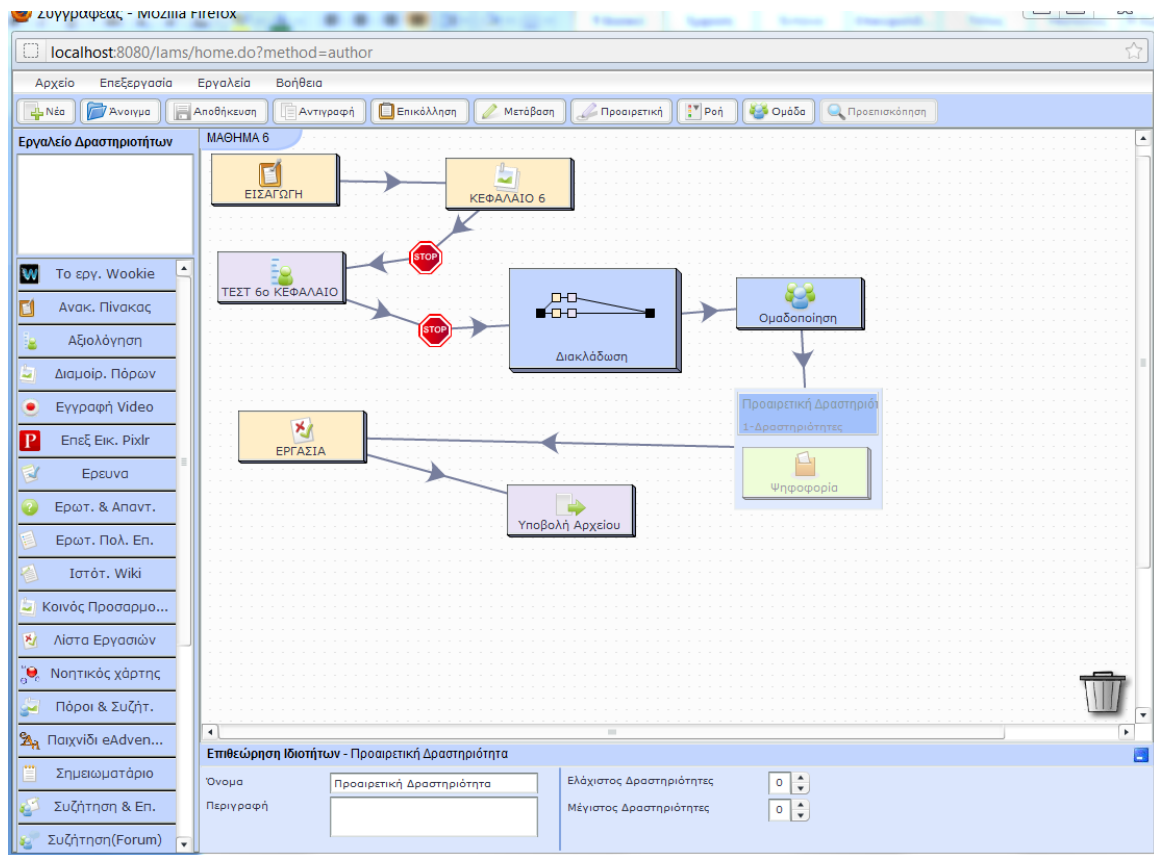 Συγγραφέας - Mozilla Firefox
localhost:8080/lams/home.do?method=author
Αρχείο Επεξεργασία Εργαλεία Βοήθεια
Νέα Άνοιγμα Αποθήκευση Αντιγραφή Επικόλληση Μετάβαση Προαιρετική Ροή Ομάδα Προεπισκόπηση
Εργαλείο Δραστηριοτήτων
W Το εργ. Wookie
Ανακ. Πίνακας
Αξιολόγηση
Διαμοίρ. Πόρων
Εγγραφή Video
P Επεξ Εικ. Pixlr
Ερευνα
Ερωτ. & Απαντ.
Ερωτ. Πολ. Επ.
Ιστότ. Wiki
Κοινός Προσαρμο...
Λίστα Εργασιών
Νοητικός χάρτης
Πόροι & Συζήτ.
Παιχνίδι eAdven...
Σημειωματάριο
Συζήτηση & Επ.
Συζήτηση(Forum)
ΜΑΘΗΜΑ 6
ΕΙΣΑΓΩΓΗ
ΚΕΦΑΛΑΙΟ 6
STOP
ΤΕΣΤ 6ο ΚΕΦΑΛΑΙΟ
STOP
Διακλάδωση
Ομαδοποίηση
Προαιρετική Δραστηριότ
1-Δραστηριότητες
Ψηφοφορία
ΕΡΓΑΣΙΑ
Υποβολή Αρχείου
Επιθεώρηση Ιδιοτήτων - Προαιρετική Δραστηριότητα
Όνομα Προαιρετική Δραστηριότητα
Περιγραφή
Ελάχιστος Δραστηριότητες 0
Μέγιστος Δραστηριότητες 0